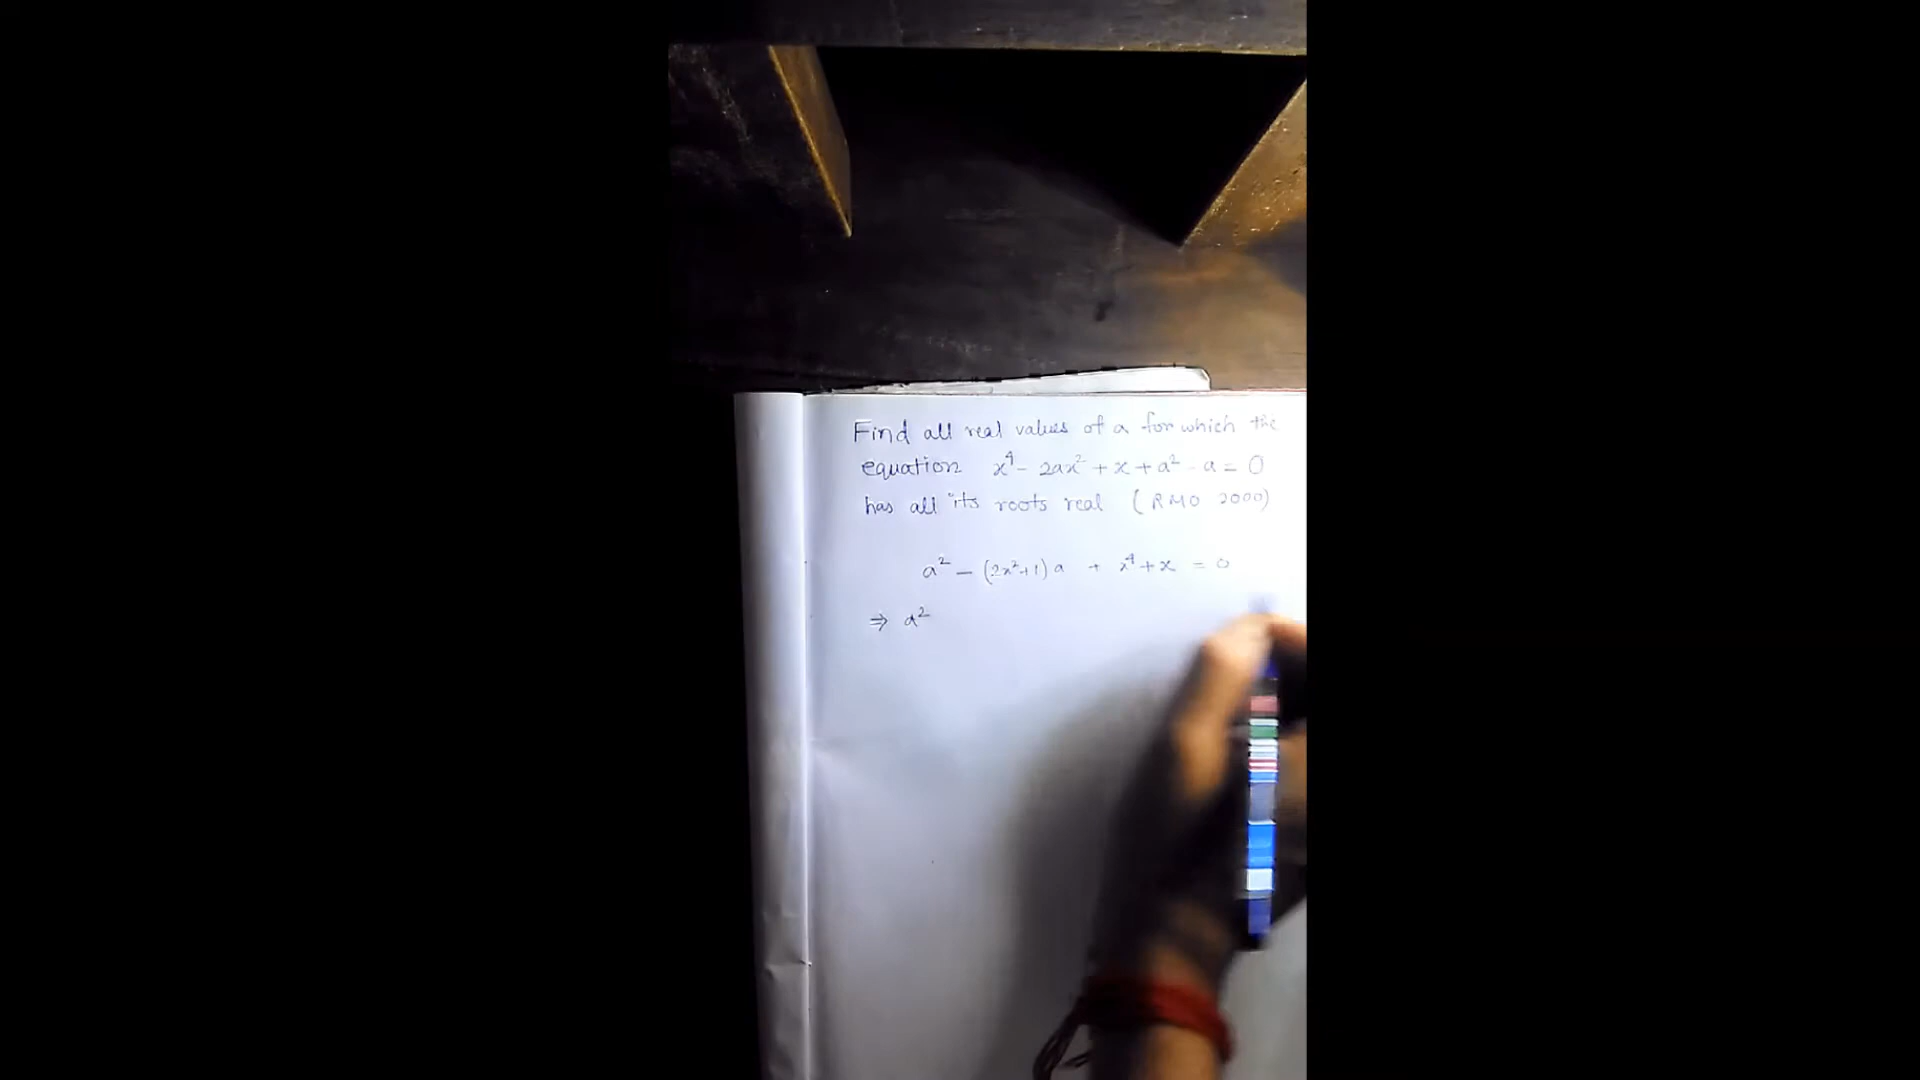 Find all real values of a for which the
equation x⁴ - 2ax² + x + a² - a = 0
has all its roots real (RMO 2000)
a² - (2x²+1)a + x⁴ + x = 0
⇒ a²